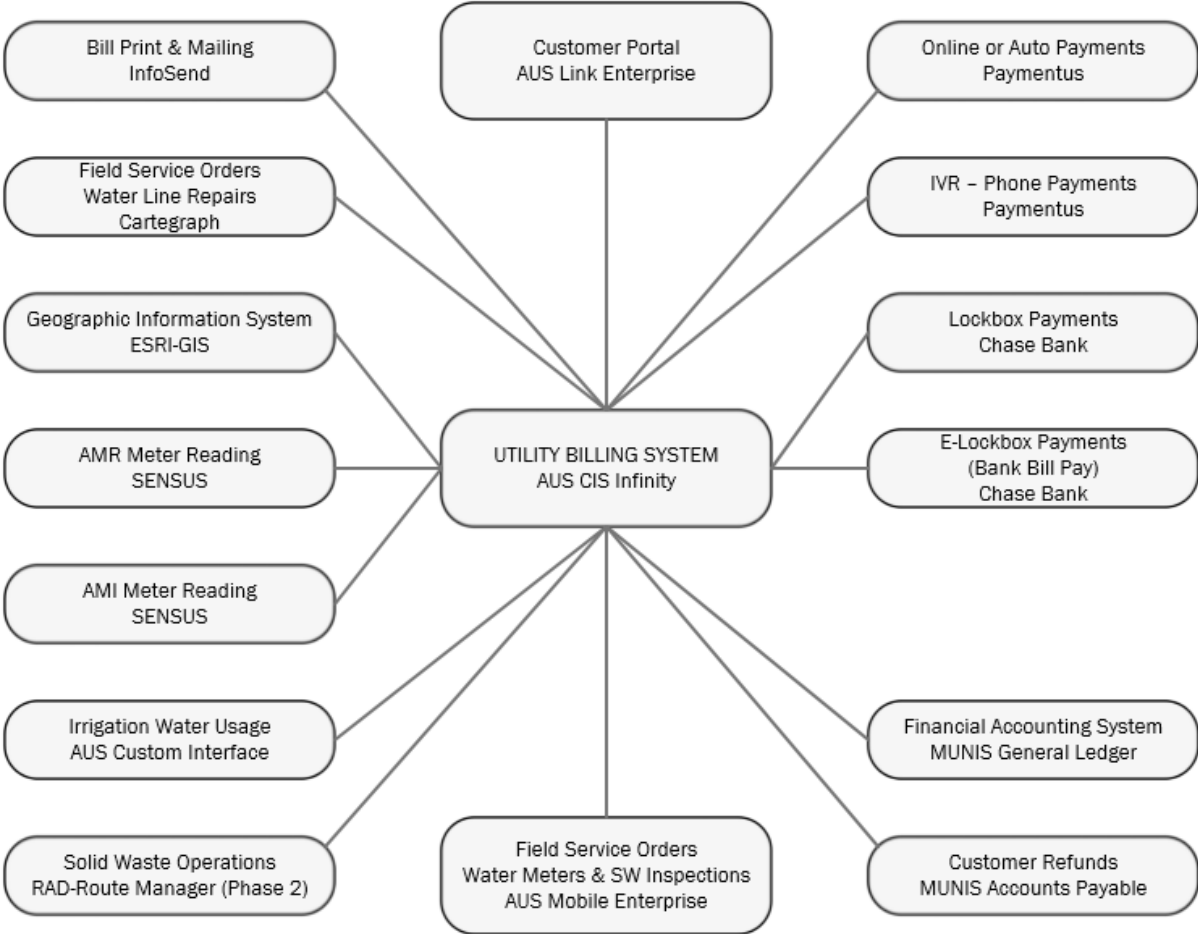 Bill Print & Mailing
InfoSend
Customer Portal
AUS Link Enterprise
Online or Auto Payments
Paymentus
Field Service Orders
Water Line Repairs
Cartegraph
IVR – Phone Payments
Paymentus
Geographic Information System
ESRI-GIS
Lockbox Payments
Chase Bank
AMR Meter Reading
SENSUS
UTILITY BILLING SYSTEM
AUS CIS Infinity
E-Lockbox Payments
(Bank Bill Pay)
Chase Bank
AMI Meter Reading
SENSUS
Irrigation Water Usage
AUS Custom Interface
Financial Accounting System
MUNIS General Ledger
Solid Waste Operations
RAD-Route Manager (Phase 2)
Field Service Orders
Water Meters & SW Inspections
AUS Mobile Enterprise
Customer Refunds
MUNIS Accounts Payable